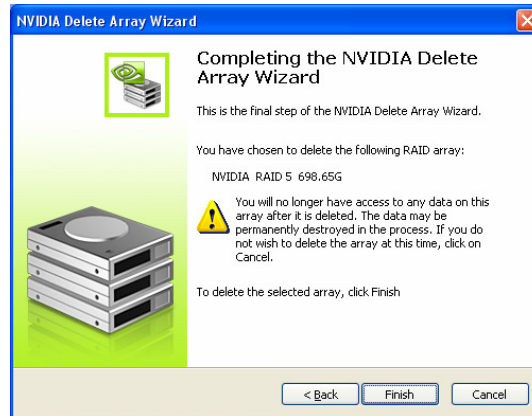 NVIDIA Delete Array Wizard
Completing the NVIDIA Delete
Array Wizard
This is the final step of the NVIDIA Delete Array Wizard.
You have chosen to delete the following RAID array:
NVIDIA RAID 5 698.65G
You will no longer have access to any data on this
array after it is deleted. The data may be
permanently destroyed in the process. If you do
not wish to delete the array at this time, click on
Cancel.
To delete the selected array, click Finish
< Back
Finish
Cancel